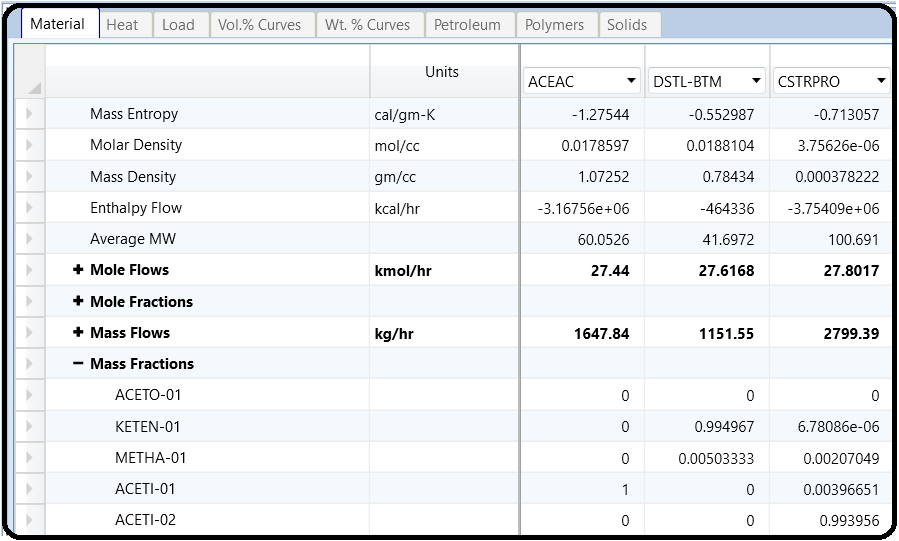 Material Heat Load Vol.% Curves Wt. % Curves Petroleum Polymers Solids
Units ACEAC DSTL-BTM CSTRPRO
Mass Entropy cal/gm-K -1.27544 -0.552987 -0.713057
Molar Density mol/cc 0.0178597 0.0188104 3.75626e-06
Mass Density gm/cc 1.07252 0.78434 0.000378222
Enthalpy Flow kcal/hr -3.16756e+06 -464336 -3.75409e+06
Average MW 60.0526 41.6972 100.691
+ Mole Flows kmol/hr 27.44 27.6168 27.8017
+ Mole Fractions
+ Mass Flows kg/hr 1647.84 1151.55 2799.39
− Mass Fractions
ACETO-01 0 0 0
KETEN-01 0 0.994967 6.78086e-06
METHA-01 0 0.00503333 0.00207049
ACETI-01 1 0 0.00396651
ACETI-02 0 0 0.993956